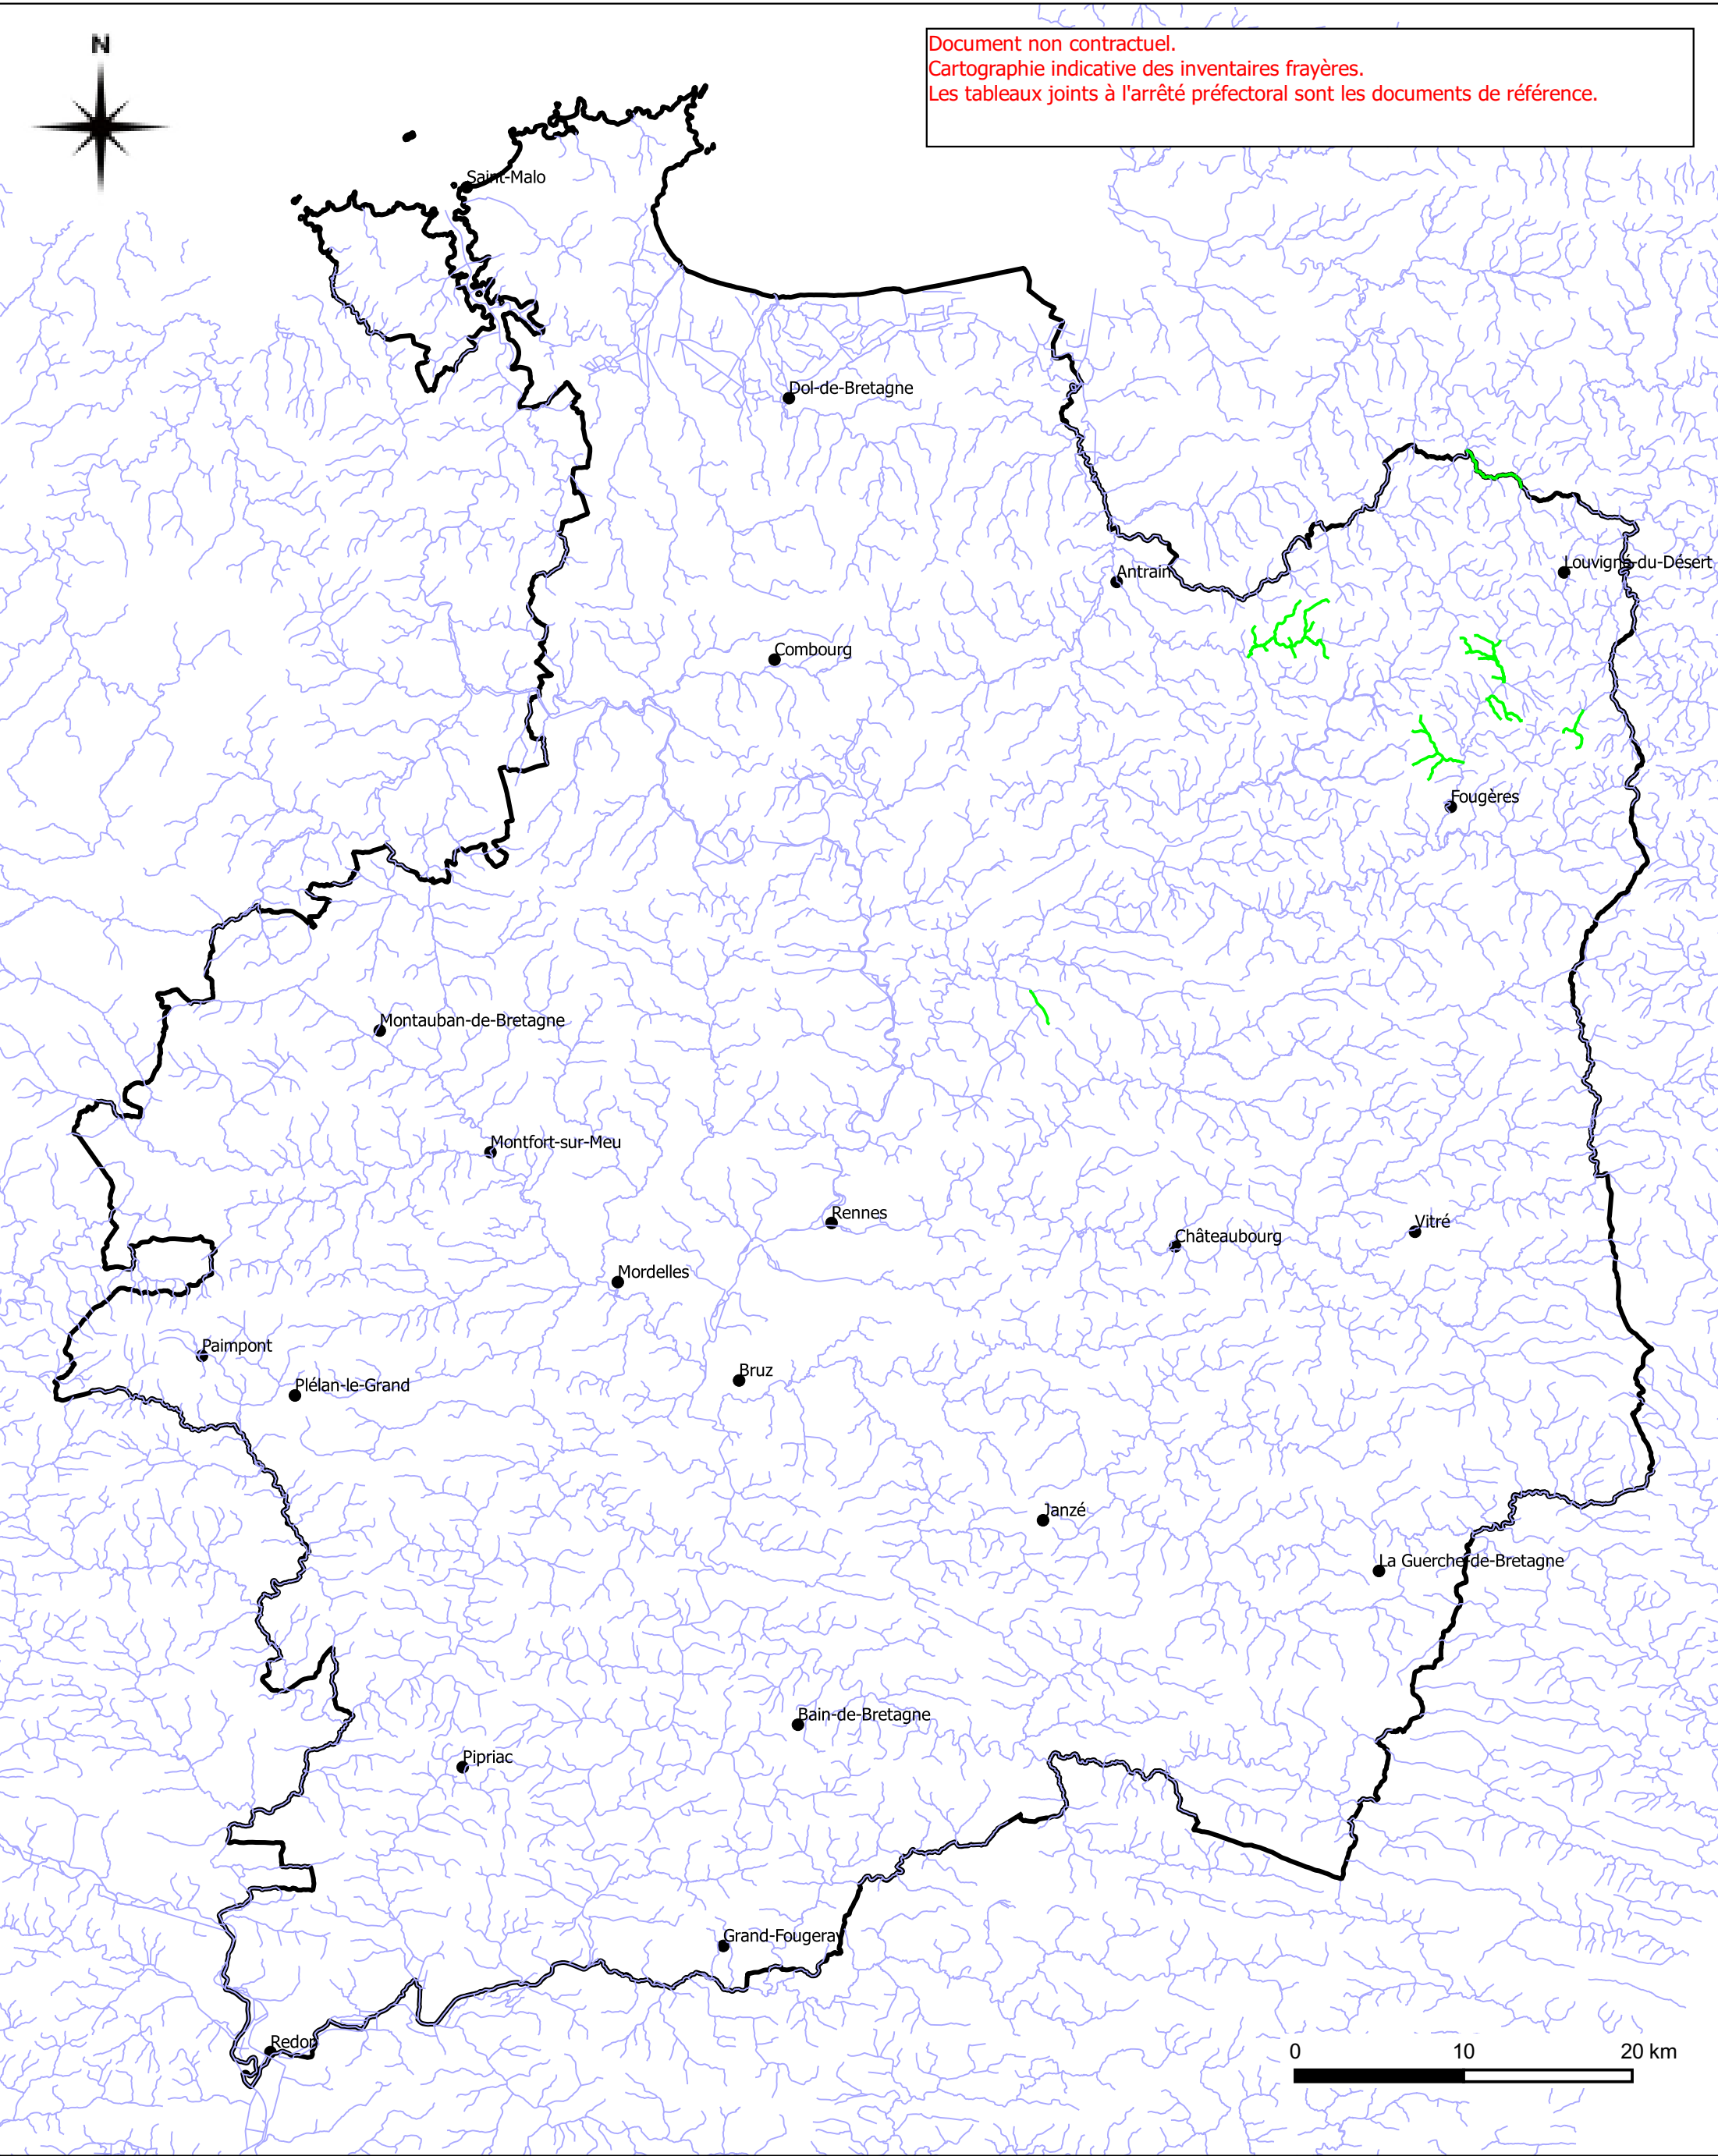 N
Document non contractuel.
Cartographie indicative des inventaires frayères.
Les tableaux joints à l'arrêté préfectoral sont les documents de référence.
Saint-Malo
Dol-de-Bretagne
Antrain
Louvigné-du-Désert
Combourg
Fougères
Montauban-de-Bretagne
Montfort-sur-Meu
Rennes
Châteaubourg
Vitré
Mordelles
Paimpont
Plélan-le-Grand
Bruz
Janzé
La Guerche-de-Bretagne
Bain-de-Bretagne
Pipriac
Grand-Fougeray
Redon
0 10 20 km